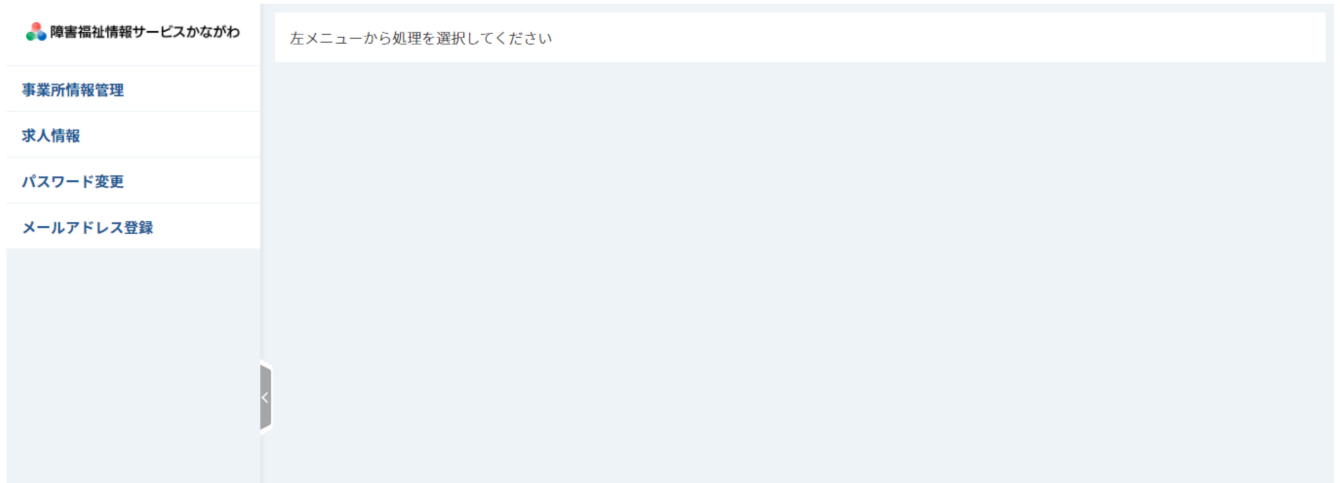 障害福祉情報サービスかながわ
左メニューから処理を選択してください
事業所情報管理
求人情報
パスワード変更
メールアドレス登録